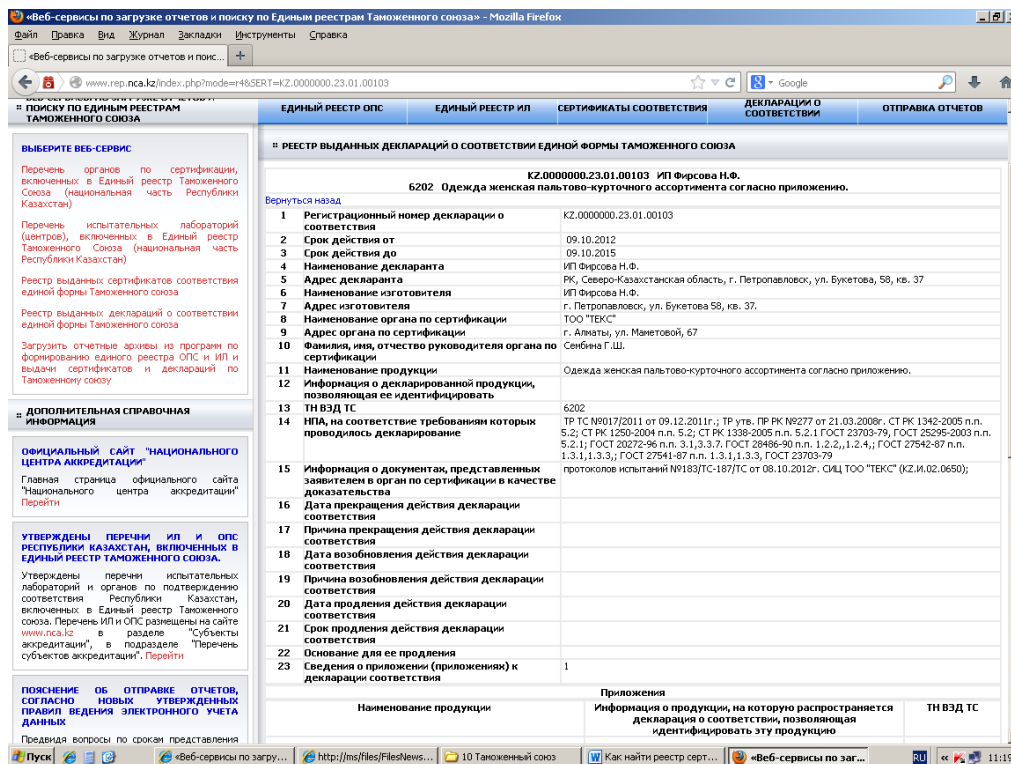 «Веб-сервисы по загрузке отчетов и поиску по Единым реестрам Таможенного союза» - Mozilla Firefox
Файл Правка Вид Журнал Закладки Инструменты Справка
«Веб-сервисы по загрузке отчетов и поис... +
www.rep.nca.kz/index.php?mode=r4&SERT=KZ.0000000.23.01.00103
Google
ПОИСКУ ПО ЕДИНЫМ РЕЕСТРАМ
ТАМОЖЕННОГО СОЮЗА
ЕДИНЫЙ РЕЕСТР ОПС
ЕДИНЫЙ РЕЕСТР ИЛ
СЕРТИФИКАТЫ СООТВЕТСТВИЯ
ДЕКЛАРАЦИИ О
СООТВЕТСТВИИ
ОТПРАВКА ОТЧЕТОВ
ВЫБЕРИТЕ ВЕБ-СЕРВИС
Перечень органов по сертификации,
включенных в Единый реестр Таможенного
Союза (национальная часть Республики
Казахстан)
Перечень испытательных лабораторий
(центров), включенных в Единый реестр
Таможенного Союза (национальная часть
Республики Казахстан)
Реестр выданных сертификатов соответствия
единой формы Таможенного союза
Реестр выданных деклараций о соответствии
единой формы Таможенного союза
Загрузить отчетные архивы из программ по
формированию единого реестра ОПС и ИЛ и
выдачи сертификатов и деклараций по
Таможенному союзу
ДОПОЛНИТЕЛЬНАЯ СПРАВОЧНАЯ
ИНФОРМАЦИЯ
ОФИЦИАЛЬНЫЙ САЙТ "НАЦИОНАЛЬНОГО
ЦЕНТРА АККРЕДИТАЦИИ"
Главная страница официального сайта
"Национального центра аккредитации"
Перейти
УТВЕРЖДЕНЫ ПЕРЕЧНИ ИЛ И ОПС
РЕСПУБЛИКИ КАЗАХСТАН, ВКЛЮЧЕННЫХ В
ЕДИНЫЙ РЕЕСТР ТАМОЖЕННОГО СОЮЗА.
Утверждены перечни испытательных
лабораторий и органов по подтверждению
соответствия Республики Казахстан,
включенных в Единый реестр Таможенного
союза. Перечень ИЛ и ОПС размещены на сайте
www.nca.kz в разделе "Субъекты
аккредитации", в подразделе "Перечень
субъектов аккредитации". Перейти
ПОЯСНЕНИЕ ОБ ОТПРАВКЕ ОТЧЕТОВ,
СОГЛАСНО НОВЫХ УТВЕРЖДЕННЫХ
ПРАВИЛ ВЕДЕНИЯ ЭЛЕКТРОННОГО УЧЕТА
ДАННЫХ
Предвидя вопросы по срокам представления
РЕЕСТР ВЫДАННЫХ ДЕКЛАРАЦИЙ О СООТВЕТСТВИИ ЕДИНОЙ ФОРМЫ ТАМОЖЕННОГО СОЮЗА
KZ.0000000.23.01.00103 ИП Фирсова Н.Ф.
6202 Одежда женская пальтово-курточного ассортимента согласно приложению.
Вернуться назад
1 Регистрационный номер декларации о KZ.0000000.23.01.00103
соответствия
2 Срок действия от 09.10.2012
3 Срок действия до 09.10.2015
4 Наименование декларанта ИП Фирсова Н.Ф.
5 Адрес декларанта РК, Северо-Казахстанская область, г. Петропавловск, ул. Букетова, 58, кв. 37
6 Наименование изготовителя ИП Фирсова Н.Ф.
7 Адрес изготовителя г. Петропавловск, ул. Букетова 58, кв. 37.
8 Наименование органа по сертификации ТОО "ТЕКС"
9 Адрес органа по сертификации г. Алматы, ул. Маметовой, 67
10 Фамилия, имя, отчество руководителя органа по Сембина Г.Ш.
сертификации
11 Наименование продукции Одежда женская пальтово-курточного ассортимента согласно приложению.
12 Информация о декларированной продукции,
позволяющая ее идентифицировать
13 ТН ВЭД ТС 6202
14 НПА, на соответствие требованиям которых ТР ТС №017/2011 от 09.12.2011г.; ТР утв. ПР РК №277 от 21.03.2008г. СТ РК 1342-2005 п.п.
проводилось декларирование 5.2; СТ РК 1250-2004 п.п. 5.2; СТ РК 1338-2005 п.п. 5.2.1 ГОСТ 23703-79, ГОСТ 25295-2003 п.п.
5.2.1; ГОСТ 20272-96 п.п. 3.1,3.3.7. ГОСТ 28486-90 п.п. 1.2.2,,1.2.4,; ГОСТ 27542-87 п.п.
1.3.1,1.3.3,; ГОСТ 27541-87 п.п. 1.3.1,1.3.3, ГОСТ 23703-79
15 Информация о документах, представленных протоколов испытаний №183/ТС-187/ТС от 08.10.2012г. СИЦ ТОО "ТЕКС" (KZ.И.02.0650);
заявителем в орган по сертификации в качестве
доказательства
16 Дата прекращения действия декларации
соответствия
17 Причина прекращения действия декларации
соответствия
18 Дата возобновления действия декларации
соответствия
19 Причина возобновления действия декларации
соответствия
20 Дата продления действия декларации
соответствия
21 Срок продления действия декларации
соответствия
22 Основание для ее продления
23 Сведения о приложении (приложениях) к 1
декларации соответствия
Приложения
Наименование продукции
Информация о продукции, на которую распространяется
декларация о соответствии, позволяющая
идентифицировать эту продукцию
ТН ВЭД ТС
Пуск
«Веб-сервисы по загру...
http://ms/files/FilesNews...
10 Таможенный союз
Как найти реестр серт...
«Веб-сервисы по заг...
RU
11:19